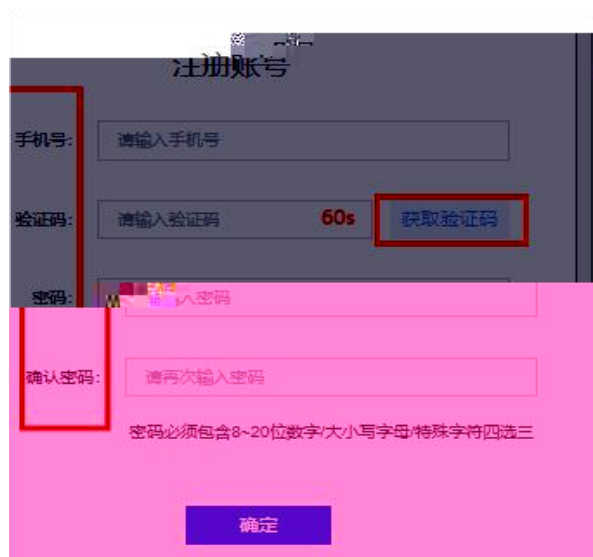 注册账号
手机号: 请输入手机号
验证码: 请输入验证码 60s 获取验证码
密码: 入密码
确认密码: 请再次输入密码
密码必须包含8~20位数字/大小写字母/特殊字符四选三
确定